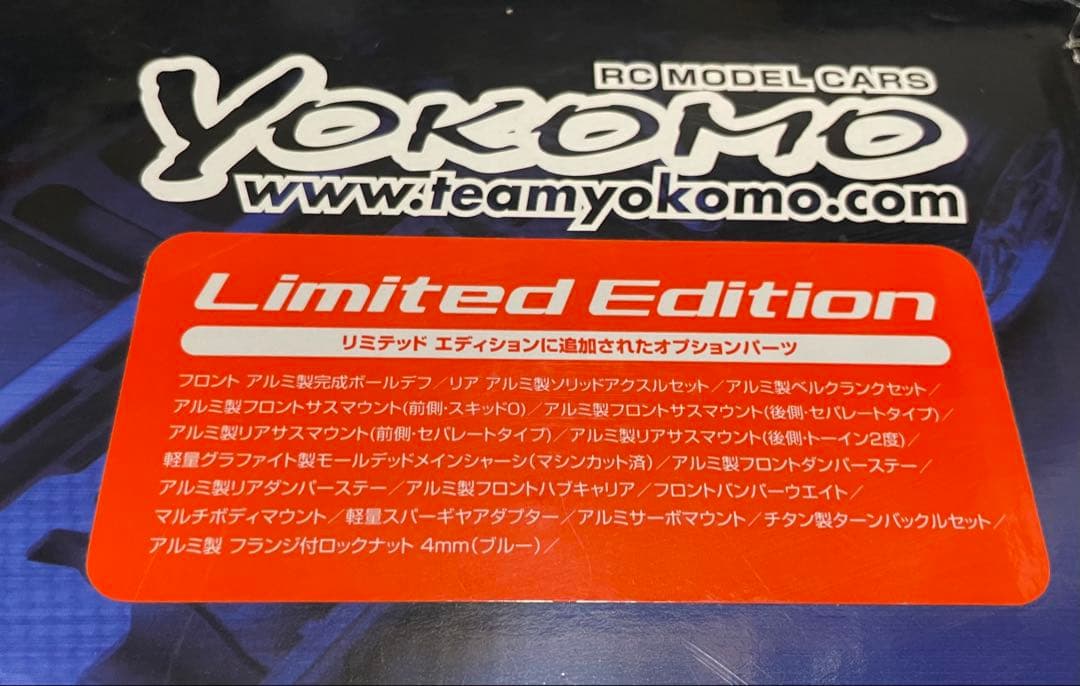 RC MODEL CARS
YOKOMO
www.teamyokomo.com
Limited Edition
リミテッド エディションに追加されたオプションパーツ
フロント アルミ製完成ボールデフ／リア アルミ製ソリッドアクスルセット／アルミ製ベルクランクセット／
アルミ製フロントサスマウント(前側・スキッド0)／アルミ製フロントサスマウント(後側・セパレートタイプ)／
アルミ製リアサスマウント(前側・セパレートタイプ)／アルミ製リアサスマウント(後側・トーイン2度)／
軽量グラファイト製モールデッドメインシャーシ(マシンカット済)／アルミ製フロントダンパーステー／
アルミ製リアダンパーステー／アルミ製フロントハブキャリア／フロントバンパーウエイト／
マルチボディマウント／軽量スパーギヤアダプター／アルミサーボマウント／チタン製ターンバックルセット／
アルミ製 フランジ付ロックナット 4mm(ブルー)／